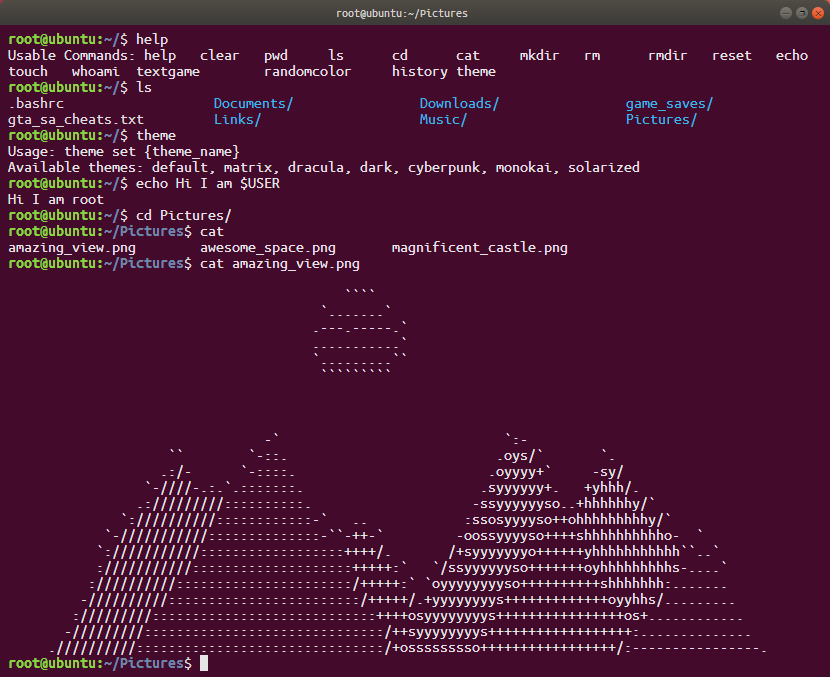 root@ubuntu:~/Pictures
root@ubuntu:~/$ help
Usable Commands: help clear pwd ls cd cat mkdir rm rmdir reset echo
touch whoami textgame randomcolor history theme
root@ubuntu:~/$ ls
.bashrc Documents/ Downloads/ game_saves/
gta_sa_cheats.txt Links/ Music/ Pictures/
root@ubuntu:~/$ theme
Usage: theme set {theme_name}
Available themes: default, matrix, dracula, dark, cyberpunk, monokai, solarized
root@ubuntu:~/$ echo Hi I am $USER
Hi I am root
root@ubuntu:~/$ cd Pictures/
root@ubuntu:~/Pictures$ cat
amazing_view.png awesome_space.png magnificent_castle.png
root@ubuntu:~/Pictures$ cat amazing_view.png
root@ubuntu:~/Pictures$